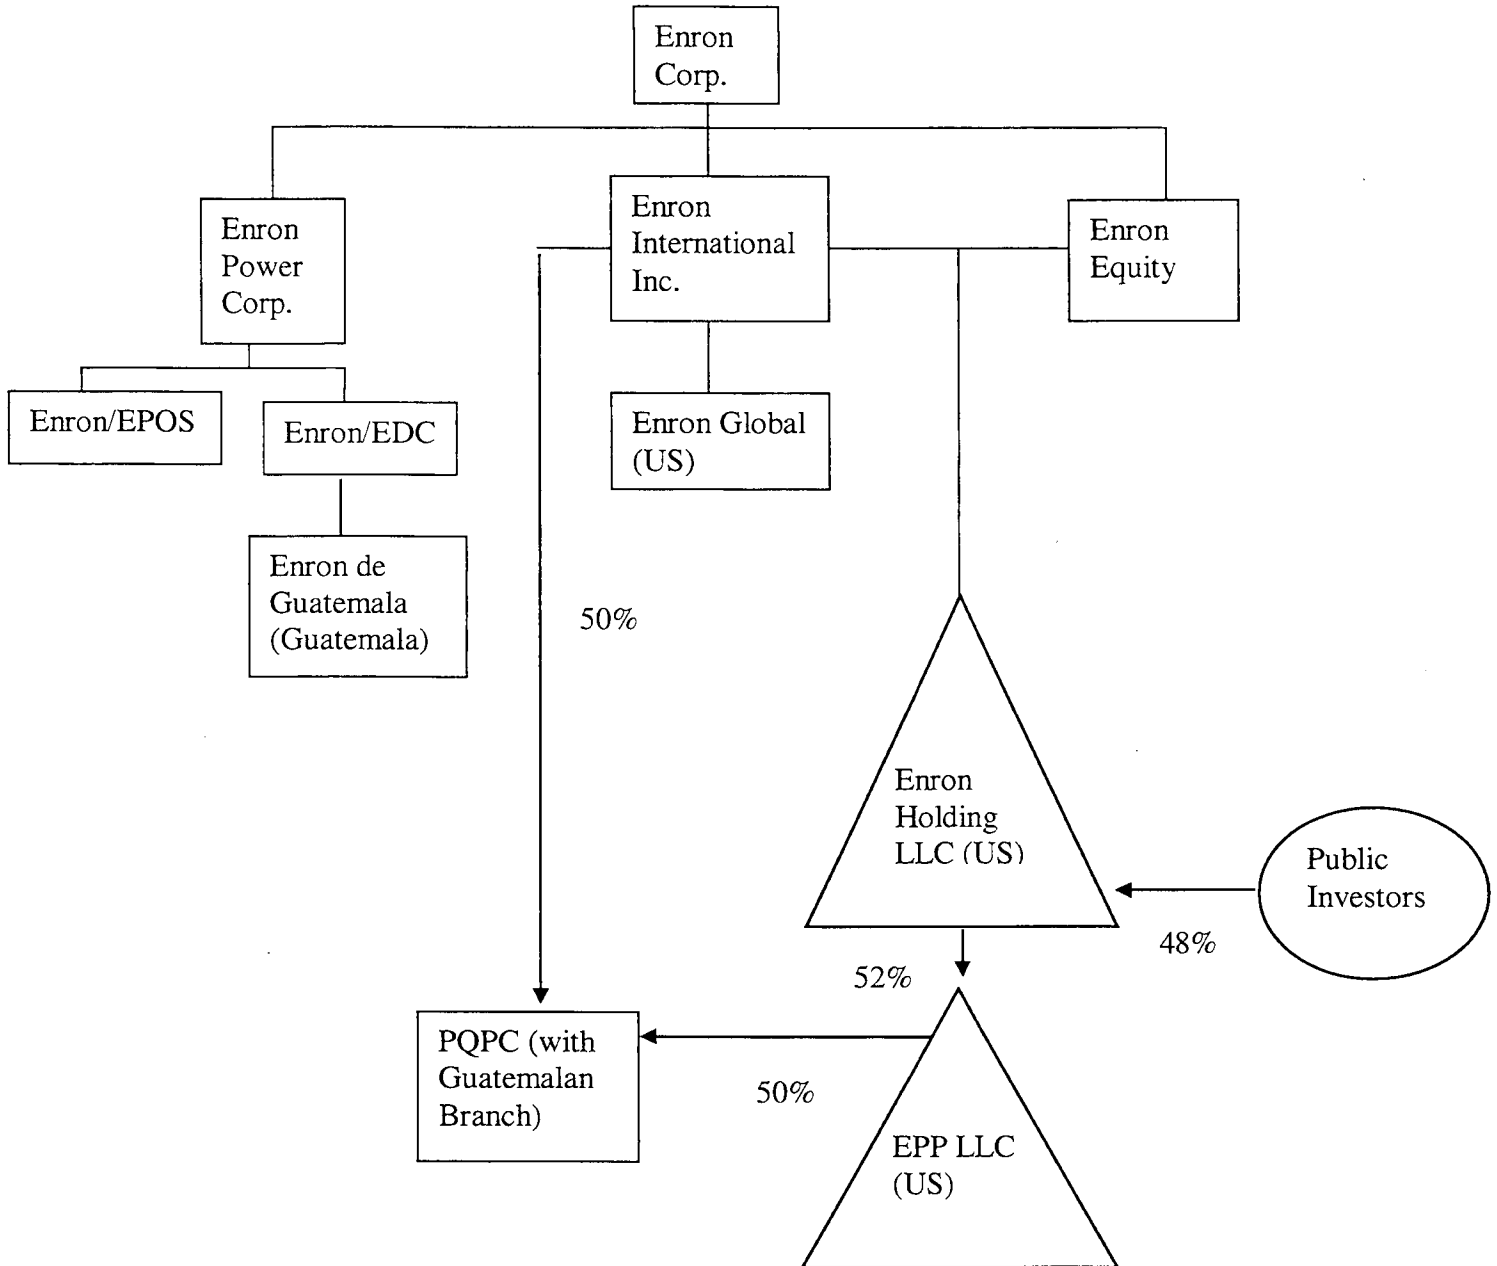 Enron
Corp.
Enron
Power
Corp.
Enron
International
Inc.
Enron
Equity
Enron/EPOS
Enron/EDC
Enron Global
(US)
Enron de
Guatemala
(Guatemala)
50%
Enron
Holding
LLC (US)
Public
Investors
48%
52%
PQPC (with
Guatemalan
Branch)
50%
EPP LLC
(US)